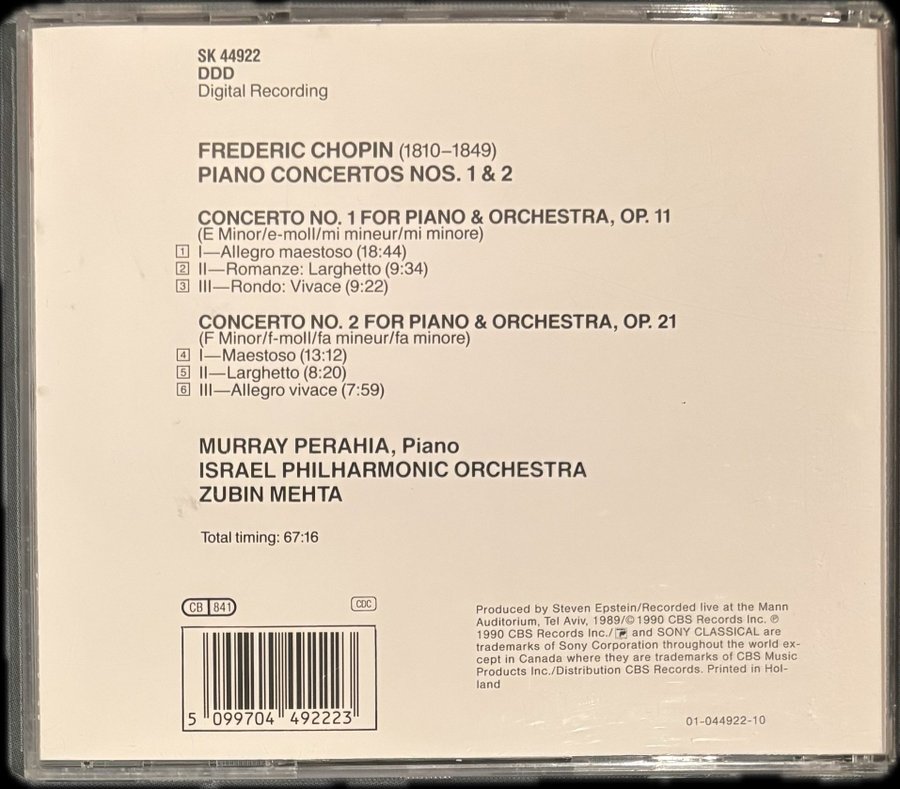 SK 44922
DDD
Digital Recording
FREDERIC CHOPIN (1810–1849)
PIANO CONCERTOS NOS. 1 & 2
CONCERTO NO. 1 FOR PIANO & ORCHESTRA, OP. 11
(E Minor/e-moll/mi mineur/mi minore)
1 I—Allegro maestoso (18:44)
2 II—Romanze: Larghetto (9:34)
3 III—Rondo: Vivace (9:22)
CONCERTO NO. 2 FOR PIANO & ORCHESTRA, OP. 21
(F Minor/f-moll/fa mineur/fa minore)
4 I—Maestoso (13:12)
5 II—Larghetto (8:20)
6 III—Allegro vivace (7:59)
MURRAY PERAHIA, Piano
ISRAEL PHILHARMONIC ORCHESTRA
ZUBIN MEHTA
Total timing: 67:16
CB 841
CDC
5 099704 492223
Produced by Steven Epstein/Recorded live at the Mann
Auditorium, Tel Aviv, 1989/© 1990 CBS Records Inc. ℗
1990 CBS Records Inc./ and SONY CLASSICAL are
trademarks of Sony Corporation throughout the world ex-
cept in Canada where they are trademarks of CBS Music
Products Inc./Distribution CBS Records. Printed in Hol-
land
01-044922-10